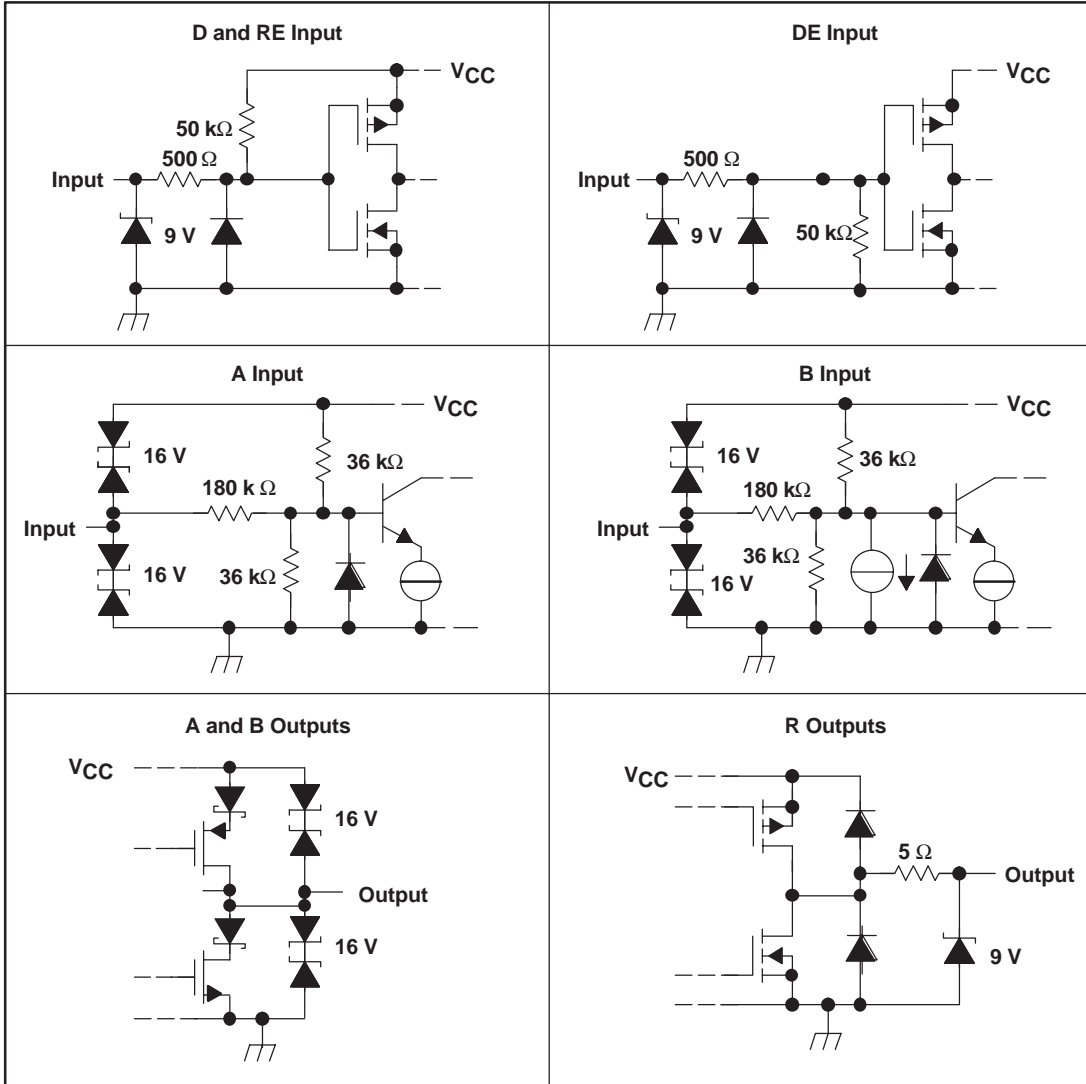 D and RE Input
VCC
50 kΩ
500 Ω
Input
9 V
DE Input
VCC
500 Ω
Input
9 V
50 kΩ
A Input
VCC
16 V
36 kΩ
180 k Ω
Input
36 kΩ
16 V
B Input
VCC
16 V
36 kΩ
180 kΩ
Input
36 kΩ
16 V
A and B Outputs
VCC
16 V
Output
16 V
R Outputs
VCC
5 Ω
Output
9 V